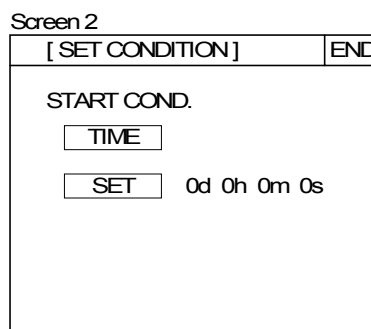 Screen 2
[ SET CONDITION ] END
START COND.
TIME
SET 0d 0h 0m 0s